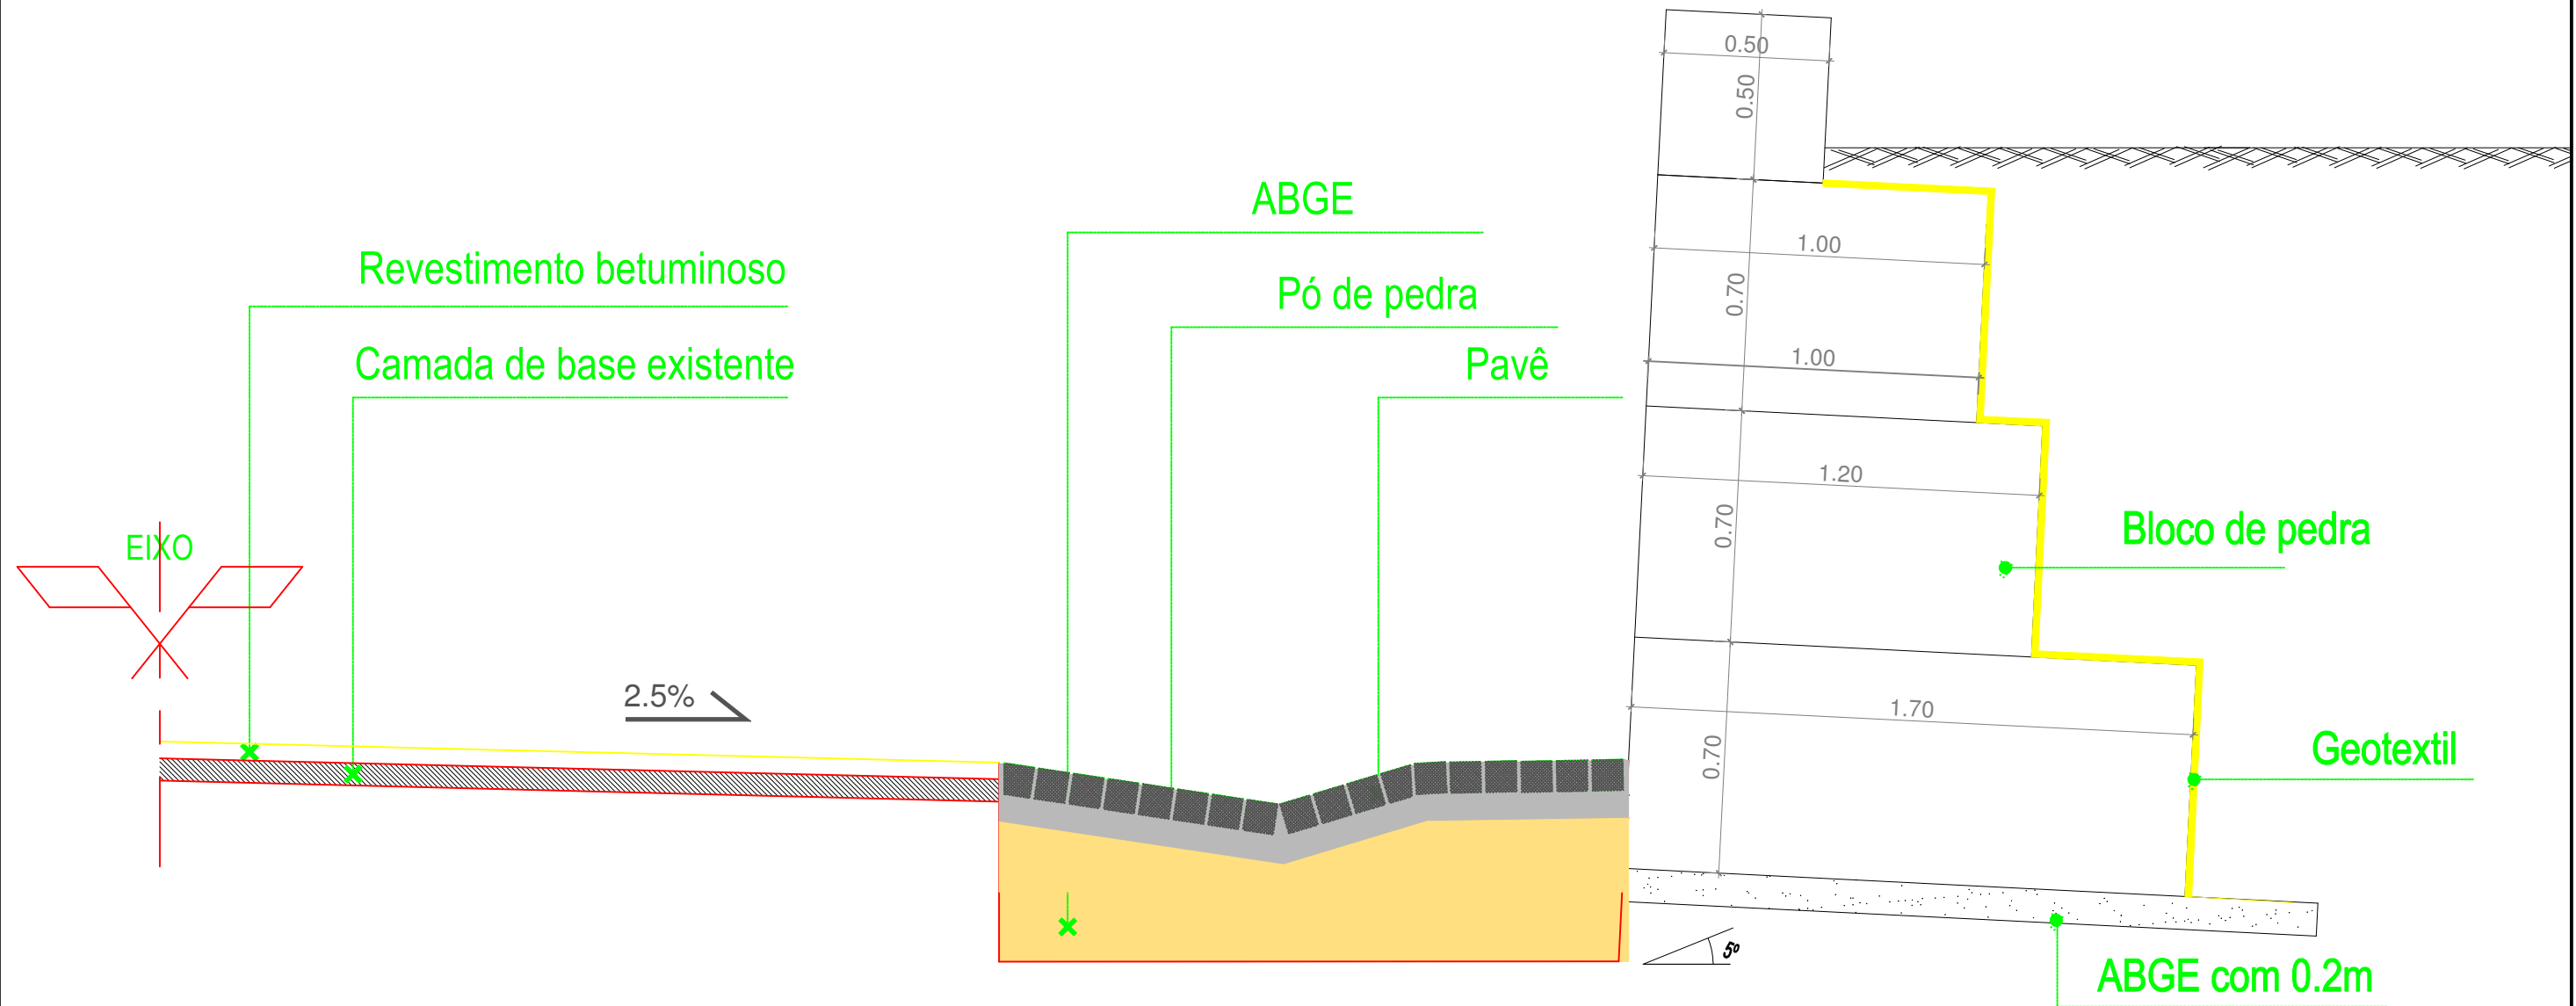 0.50
0.50
ABGE
1.00
Revestimento betuminoso
Pó de pedra
0.70
Camada de base existente
Pavê
1.00
1.20
0.70
Bloco de pedra
EIXO
2.5%
1.70
0.70
Geotextil
5º
ABGE com 0.2m